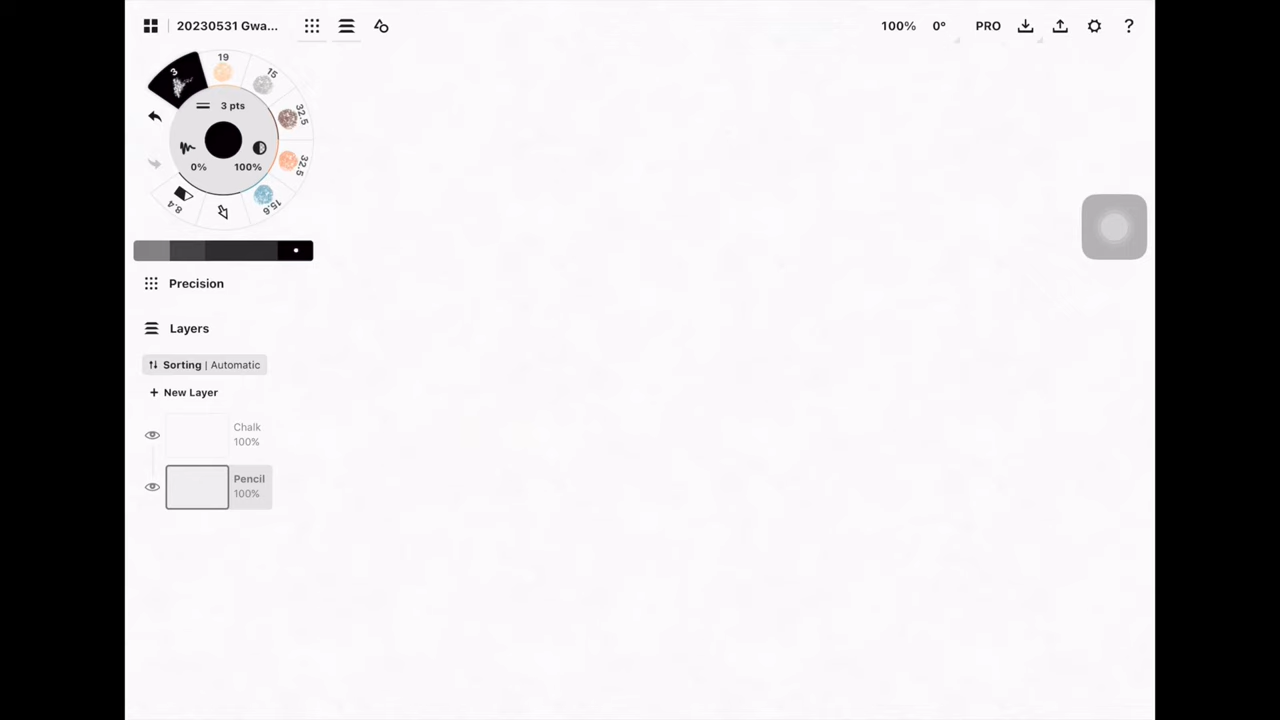 20230531 Gwa...
100% 0° PRO ?
3
19
15
32.5
32.5
15.6
8.4
3 pts
0% 100%
Precision
Layers
Sorting | Automatic
+ New Layer
Chalk
100%
Pencil
100%